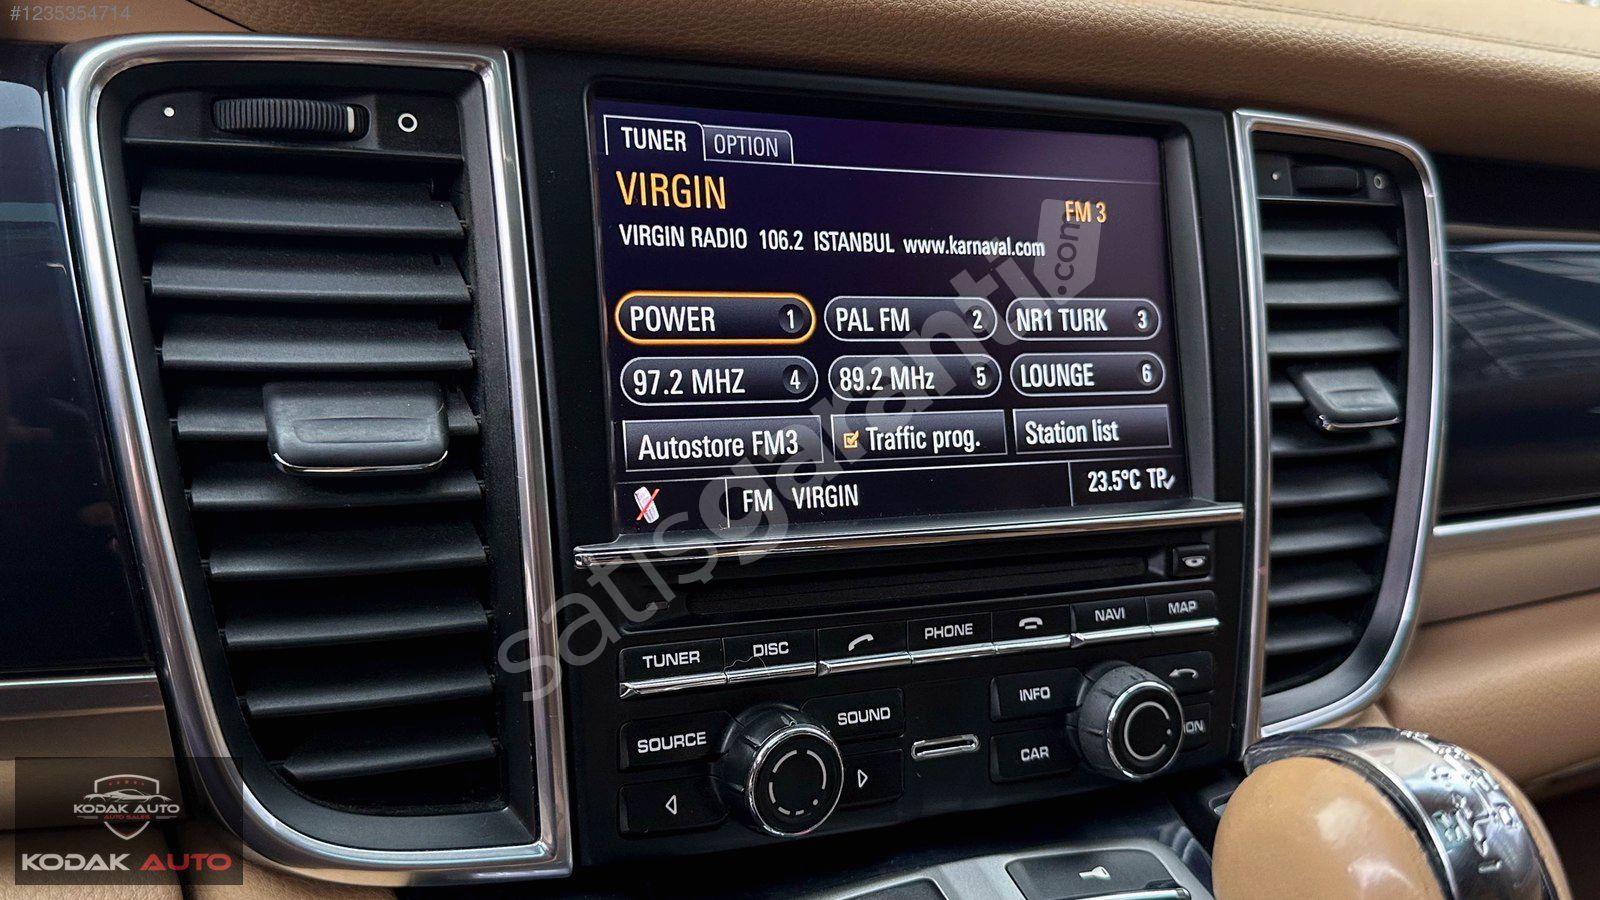 #1235354714
TUNER OPTION
VIRGIN
FM 3
VIRGIN RADIO 106.2 ISTANBUL www.karnaval.com
POWER 1 PAL FM 2 NR1 TURK 3
97.2 MHZ 4 89.2 MHz 5 LOUNGE 6
Autostore FM3 Traffic prog. Station list
FM VIRGIN 23.5°C TP
satışgaranti.com
TUNER DISC PHONE NAVI MAP
SOURCE SOUND INFO
CAR
KODAK AUTO
AUTO SALES
KODAK AUTO